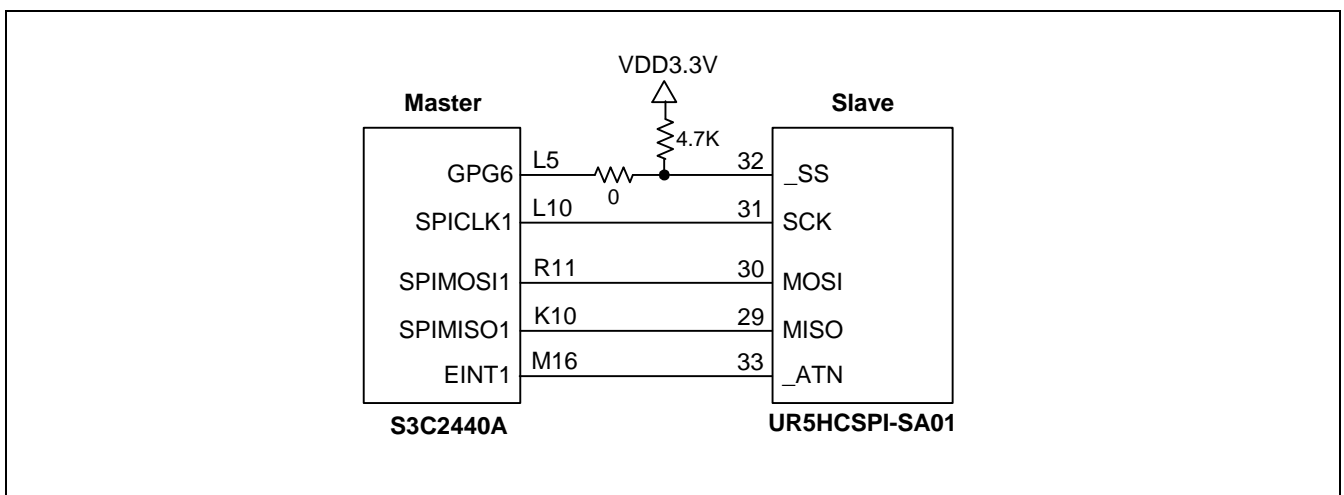 VDD3.3V
Master
Slave
4.7K
GPG6 L5 0 32 _SS
SPICLK1 L10 31 SCK
SPIMOSI1 R11 30 MOSI
SPIMISO1 K10 29 MISO
EINT1 M16 33 _ATN
S3C2440A
UR5HCSPI-SA01